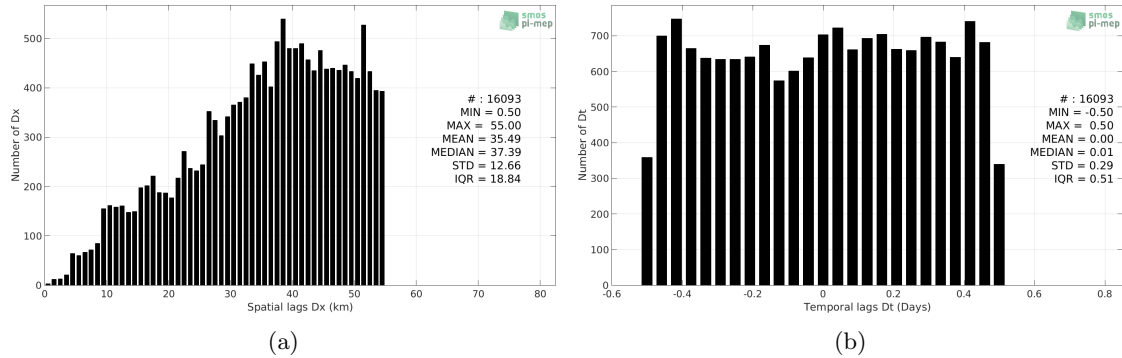 smos
pi-mep
500
400
300
200
100
0
Number of Dx
# : 16093
MIN = 0.50
MAX = 55.00
MEAN = 35.49
MEDIAN = 37.39
STD = 12.66
IQR = 18.84
0 10 20 30 40 50 60 70 80
Spatial lags Dx (km)
(a)
smos
pi-mep
700
600
500
400
300
200
100
0
Number of Dt
# : 16093
MIN = -0.50
MAX = 0.50
MEAN = 0.00
MEDIAN = 0.01
STD = 0.29
IQR = 0.51
-0.6 -0.4 -0.2 0 0.2 0.4 0.6 0.8
Temporal lags Dt (Days)
(b)